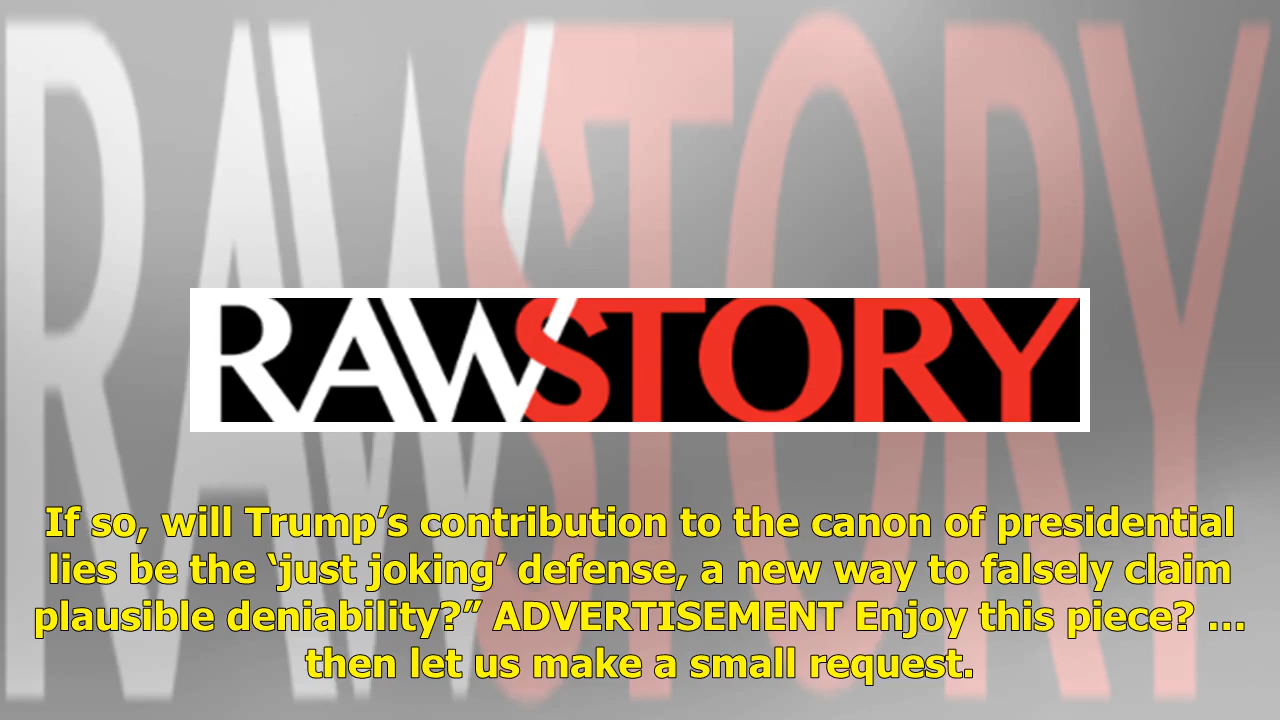 RAWSTORY
RAWSTORY
If so, will Trump’s contribution to the canon of presidential
lies be the ‘just joking’ defense, a new way to falsely claim
plausible deniability?” ADVERTISEMENT Enjoy this piece? ...
then let us make a small request.